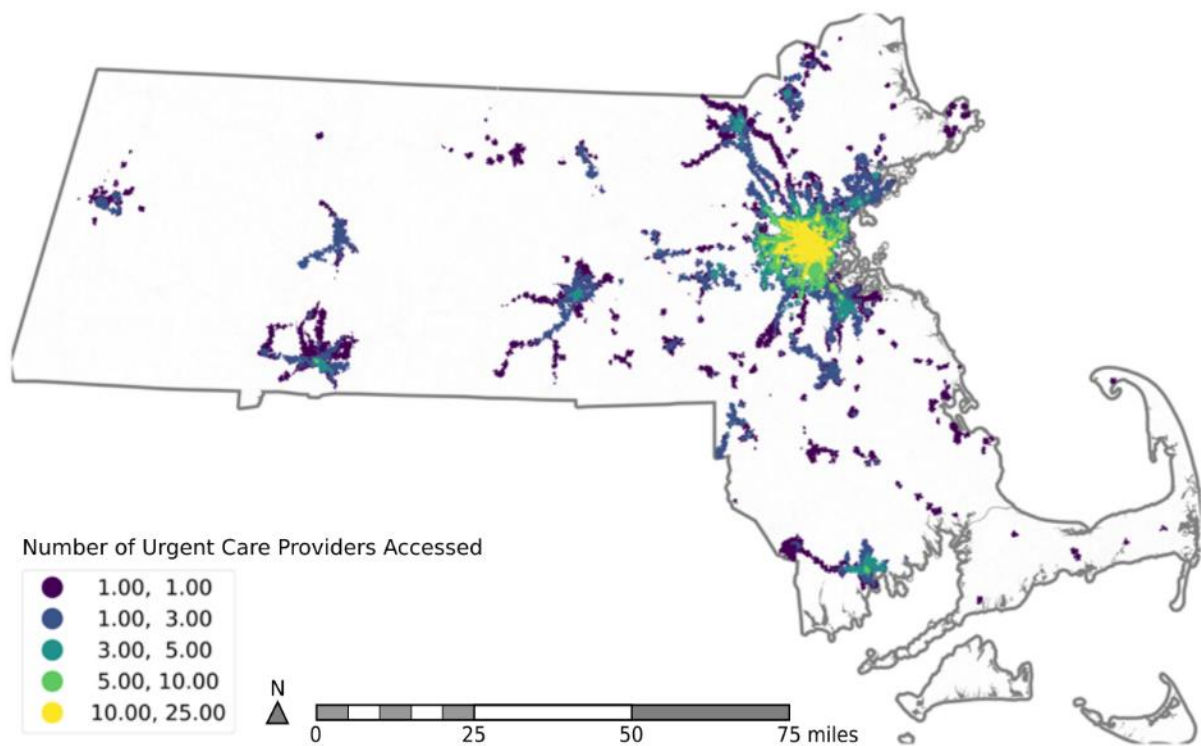 Number of Urgent Care Providers Accessed
1.00, 1.00
1.00, 3.00
3.00, 5.00
5.00, 10.00
10.00, 25.00
N
0 25 50 75 miles